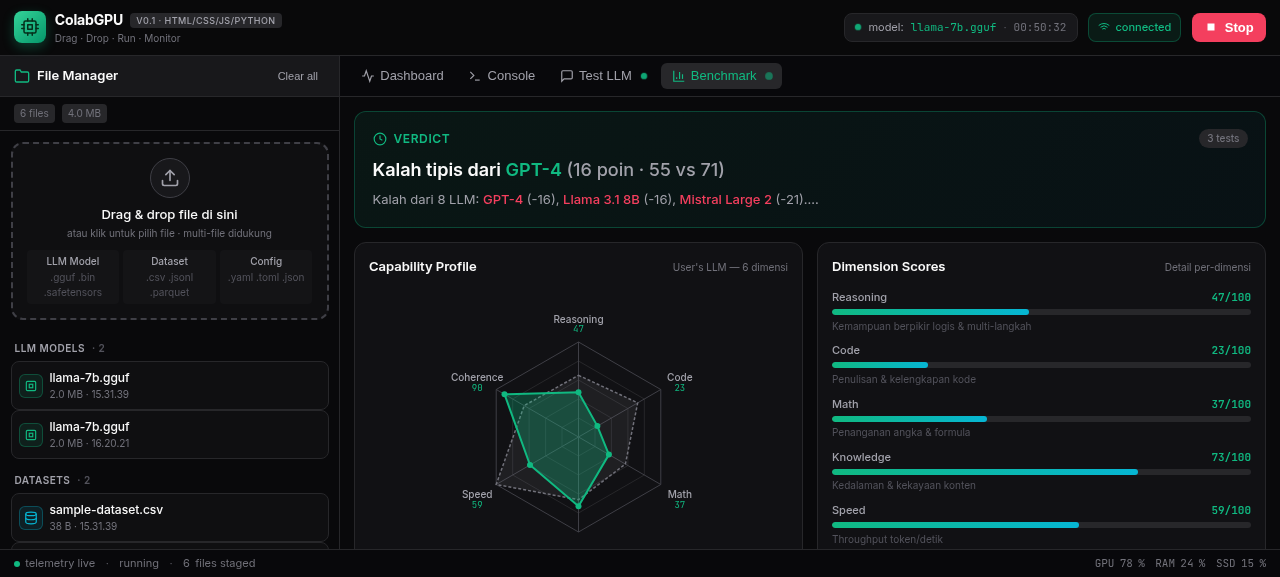 ColabGPU V0.1 · HTML/CSS/JS/PYTHON
Drag · Drop · Run · Monitor
model: llama-7b.gguf · 00:50:32
connected
Stop
File Manager
Clear all
6 files 4.0 MB
Drag & drop file di sini
atau klik untuk pilih file · multi-file didukung
LLM Model
.gguf .bin
.safetensors
Dataset
.csv .jsonl
.parquet
Config
.yaml .toml .json
LLM MODELS · 2
llama-7b.gguf
2.0 MB · 15.31.39
llama-7b.gguf
2.0 MB · 16.20.21
DATASETS · 2
sample-dataset.csv
38 B · 15.31.39
Dashboard
Console
Test LLM
Benchmark
VERDICT
3 tests
Kalah tipis dari GPT-4 (16 poin · 55 vs 71)
Kalah dari 8 LLM: GPT-4 (-16), Llama 3.1 8B (-16), Mistral Large 2 (-21)....
Capability Profile
User's LLM — 6 dimensi
Reasoning
47
Code
23
Math
37
Speed
59
Coherence
90
Dimension Scores
Detail per-dimensi
Reasoning 47/100
Kemampuan berpikir logis & multi-langkah
Code 23/100
Penulisan & kelengkapan kode
Math 37/100
Penanganan angka & formula
Knowledge 73/100
Kedalaman & kekayaan konten
Speed 59/100
Throughput token/detik
telemetry live · running · 6 files staged
GPU 78 % RAM 24 % SSD 15 %